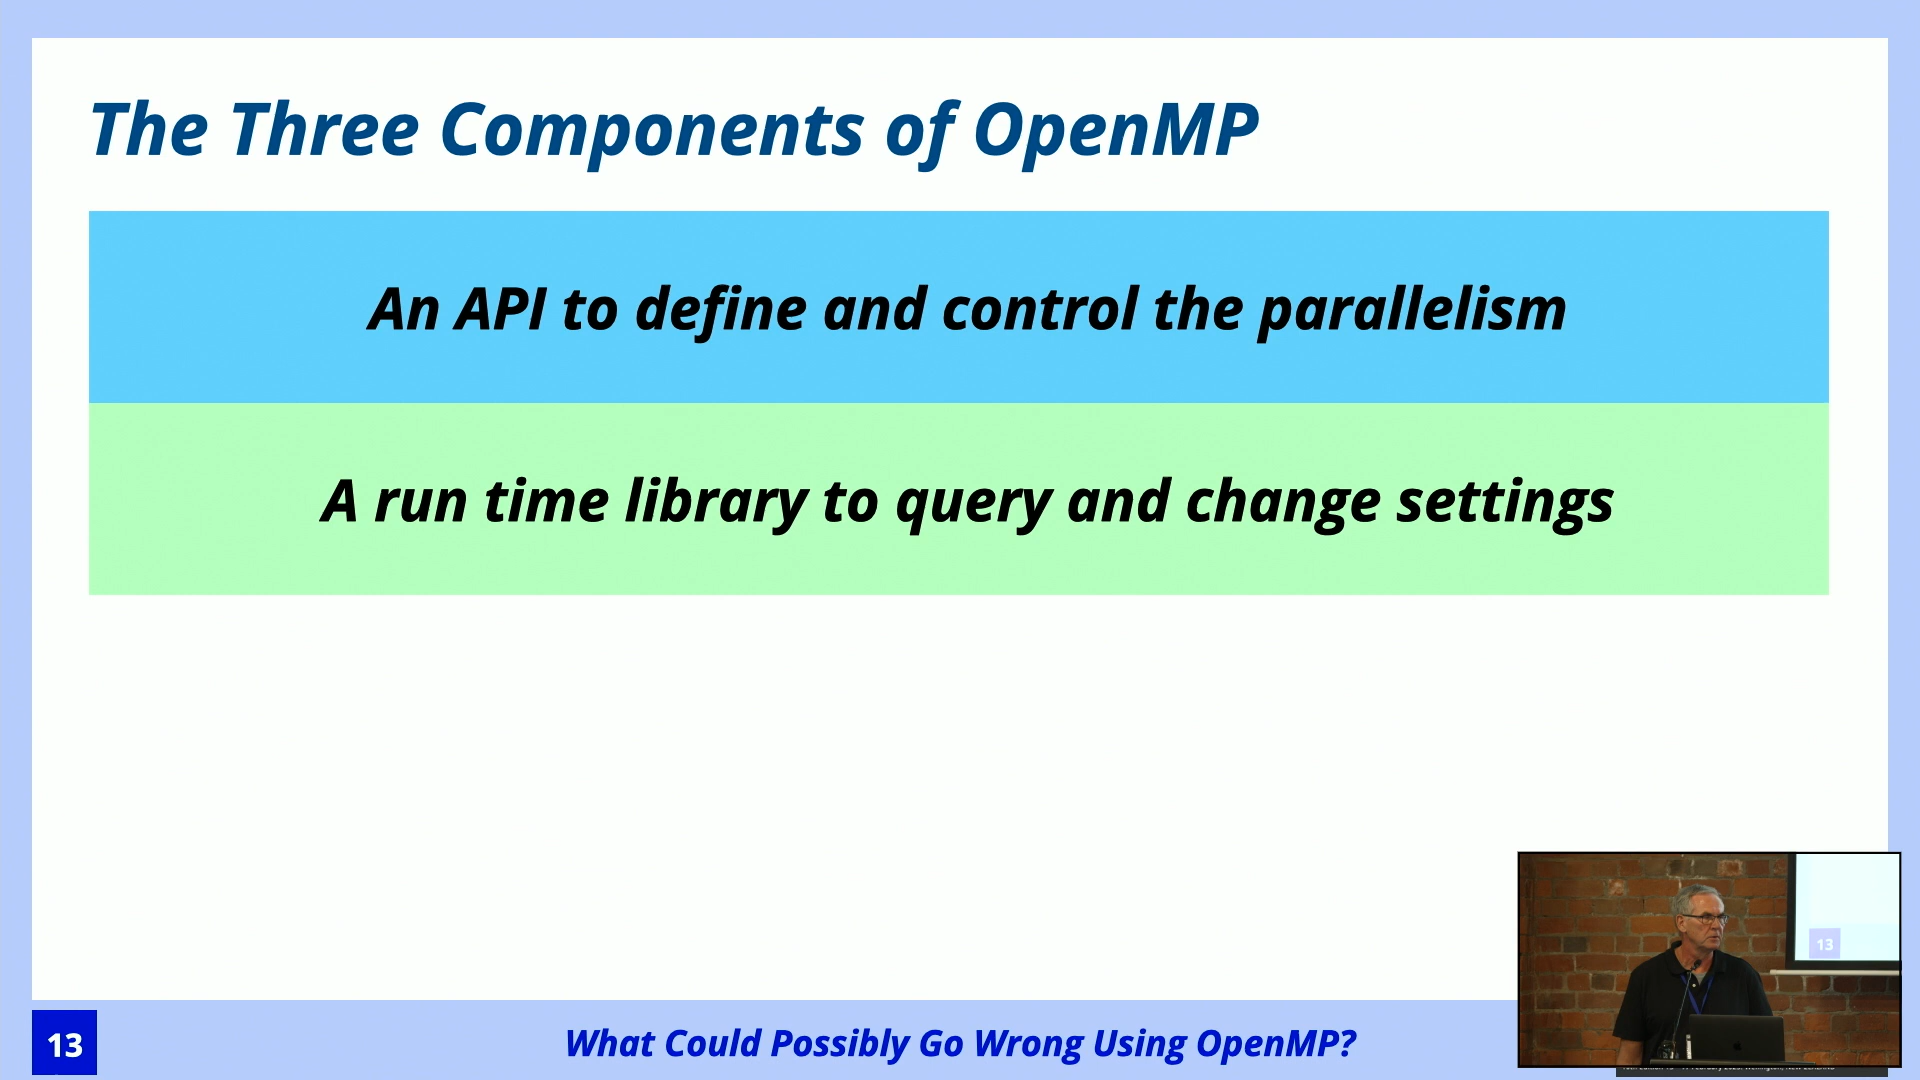 The Three Components of OpenMP
An API to define and control the parallelism
A run time library to query and change settings
13
13
What Could Possibly Go Wrong Using OpenMP?